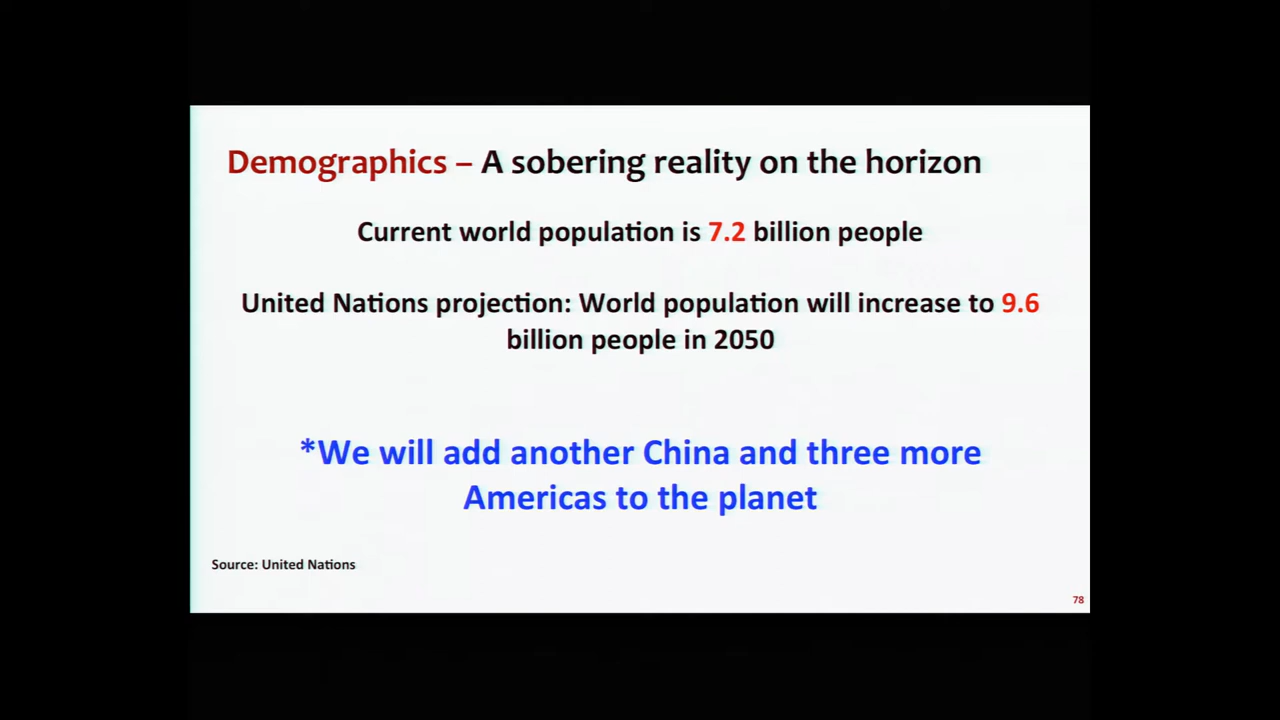 Demographics – A sobering reality on the horizon
Current world population is 7.2 billion people
United Nations projection: World population will increase to 9.6
billion people in 2050
*We will add another China and three more
Americas to the planet
Source: United Nations
78